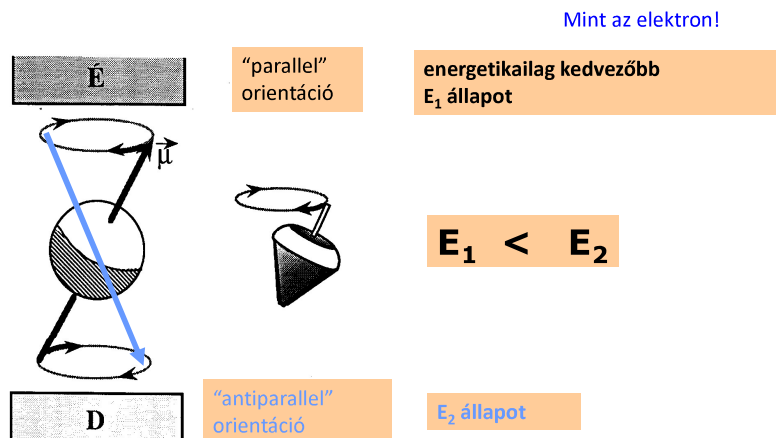 Mint az elektron!
É
“parallel”
orientáció
energetikailag kedvezőbb
E₁ állapot
μ⃗
E₁ < E₂
D
“antiparallel”
orientáció
E₂ állapot